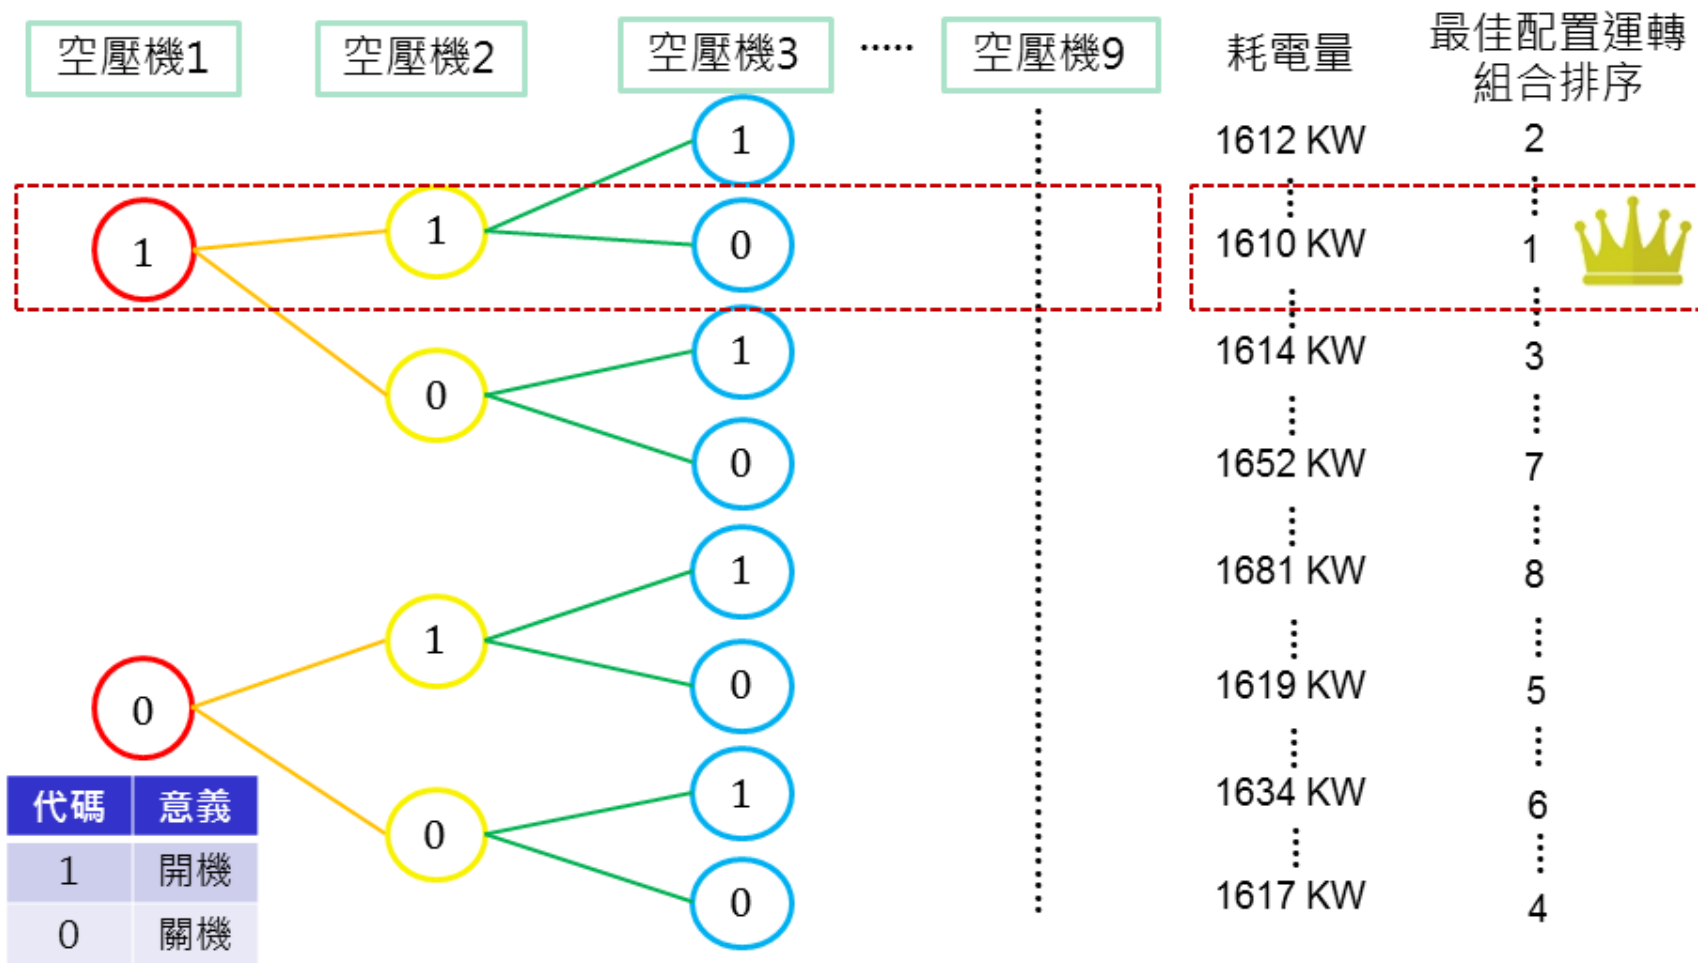 空壓機1 空壓機2 空壓機3 ····· 空壓機9 耗電量 最佳配置運轉
組合排序
1 1612 KW 2
1 1 0 1610 KW 1
1 1614 KW 3
0
0 1652 KW 7
1 1681 KW 8
1
0 1619 KW 5
0
代碼 意義
1 1634 KW 6
0
1 開機
0 1617 KW 4
0 關機